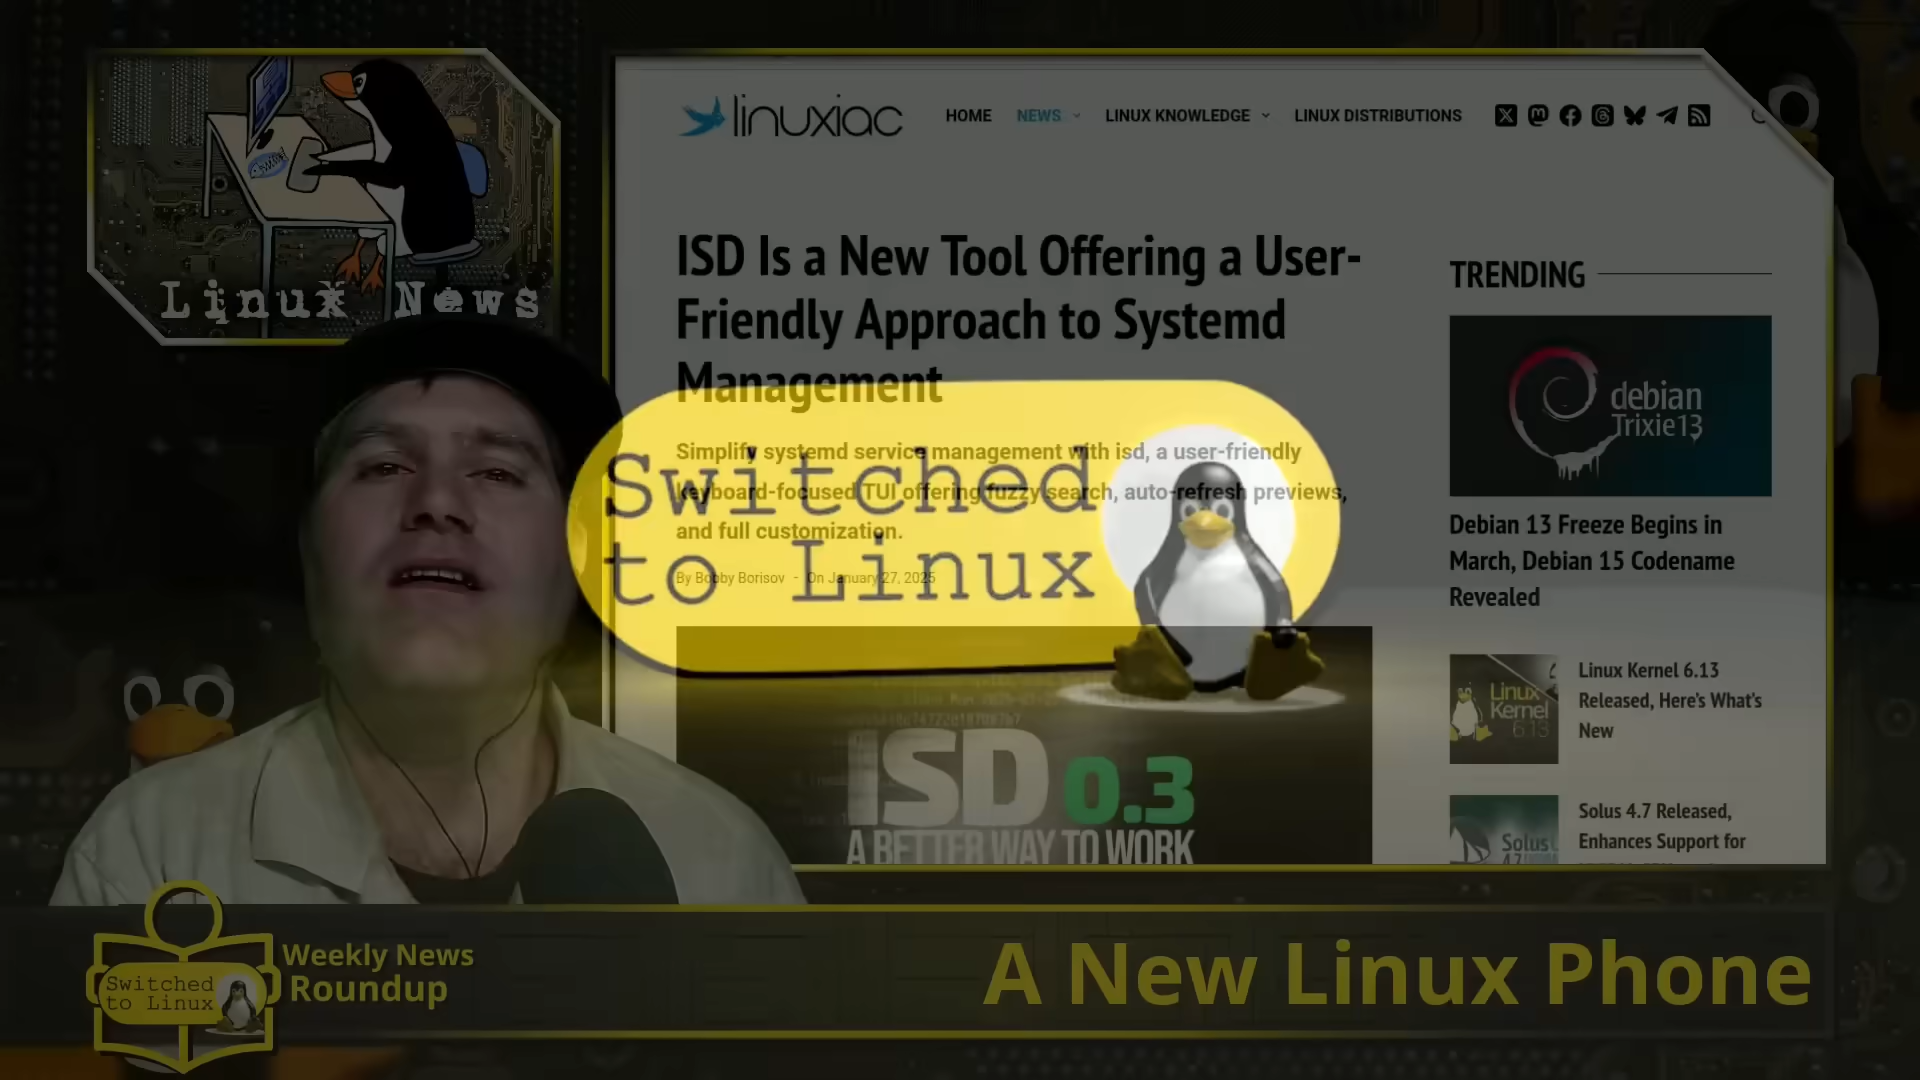 Linux News
linuxiac
HOME NEWS LINUX KNOWLEDGE LINUX DISTRIBUTIONS
ISD Is a New Tool Offering a User-
Friendly Approach to Systemd
Management
Simplify systemd service management with isd, a user-friendly
keyboard-focused TUI offering fuzzy search, auto-refresh previews,
and full customization.
By Bobby Borisov - On January 27, 2025
Switched
to Linux
ISD 0.3
A BETTER WAY TO WORK
TRENDING
debian
Trixie13
Debian 13 Freeze Begins in
March, Debian 15 Codename
Revealed
Linux
Kernel
6.13
Linux Kernel 6.13
Released, Here's What's
New
Solus
4.7
Solus 4.7 Released,
Enhances Support for
Switched
to Linux
Weekly News
Roundup
A New Linux Phone